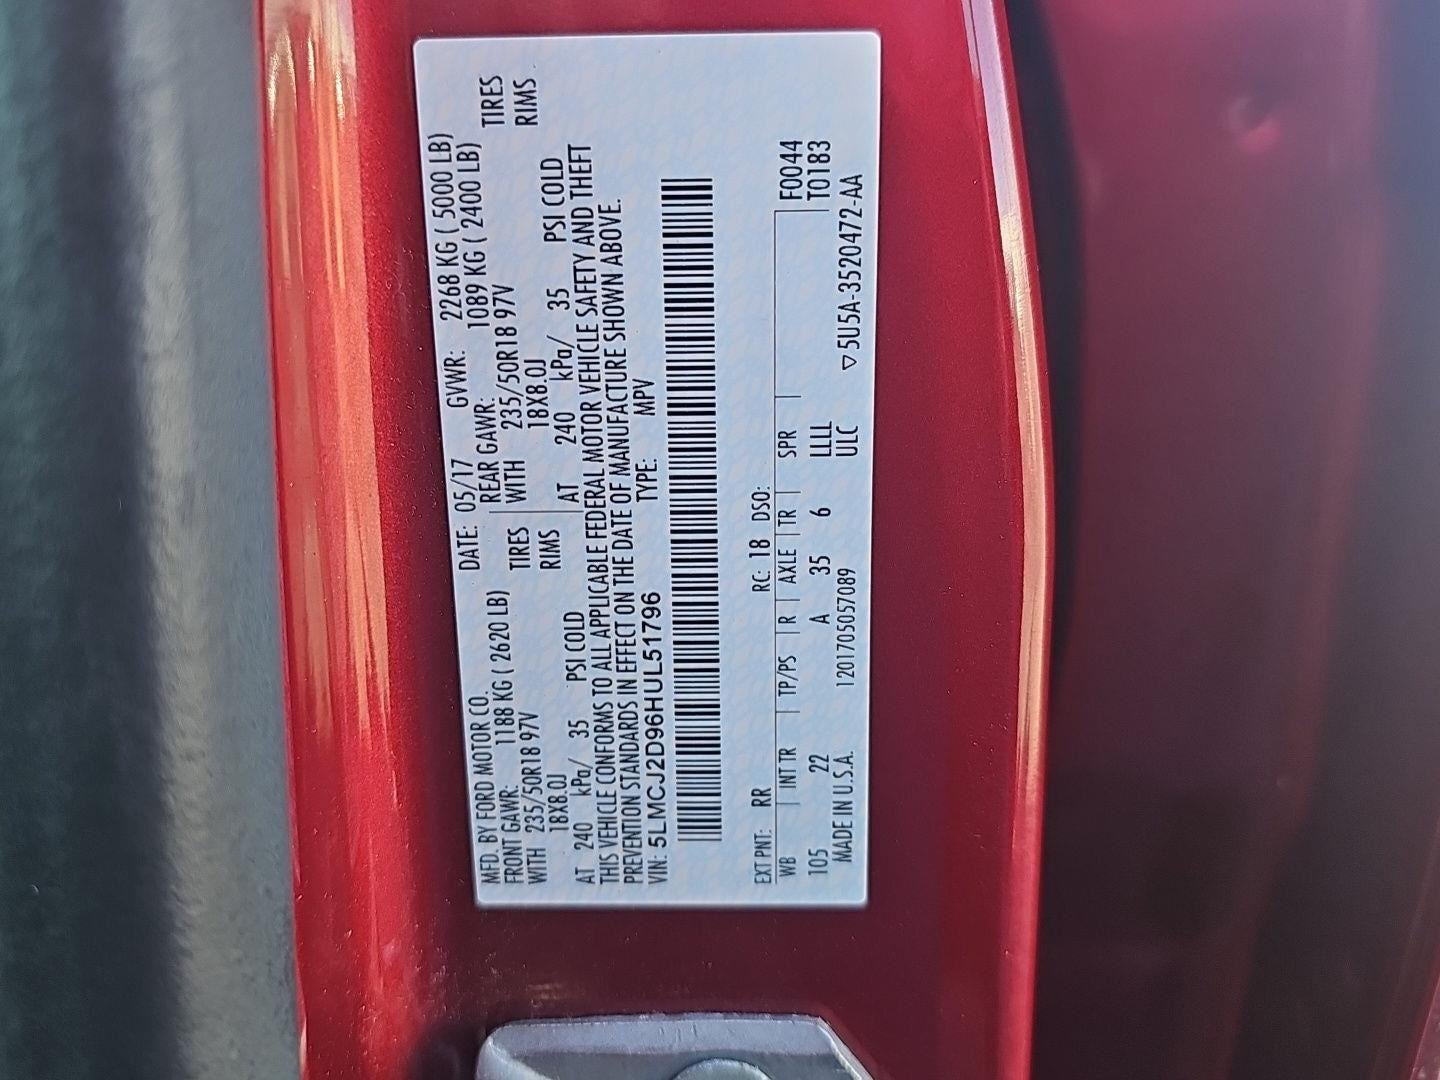 MFD. BY FORD MOTOR CO. DATE: 05/17 GVWR: 2268 KG ( 5000 LB)
FRONT GAWR: 1188 KG ( 2620 LB) REAR GAWR: 1089 KG ( 2400 LB)
WITH 235/50R18 97V TIRES WITH 235/50R18 97V TIRES
18X8.0J RIMS 18X8.0J RIMS
AT 240 kPa/ 35 PSI COLD AT 240 kPa/ 35 PSI COLD
THIS VEHICLE CONFORMS TO ALL APPLICABLE FEDERAL MOTOR VEHICLE SAFETY AND THEFT
PREVENTION STANDARDS IN EFFECT ON THE DATE OF MANUFACTURE SHOWN ABOVE.
VIN: 5LMCJ2D96HUL51796 TYPE: MPV
EXT PNT: RR RC: 18 DSO:
WB INT TR TP/PS R AXLE TR SPR F0044
105 22 A 35 6 LLLL T0183
MADE IN U.S.A. 120170505057089 ULC ▽5U5A-3520472-AA